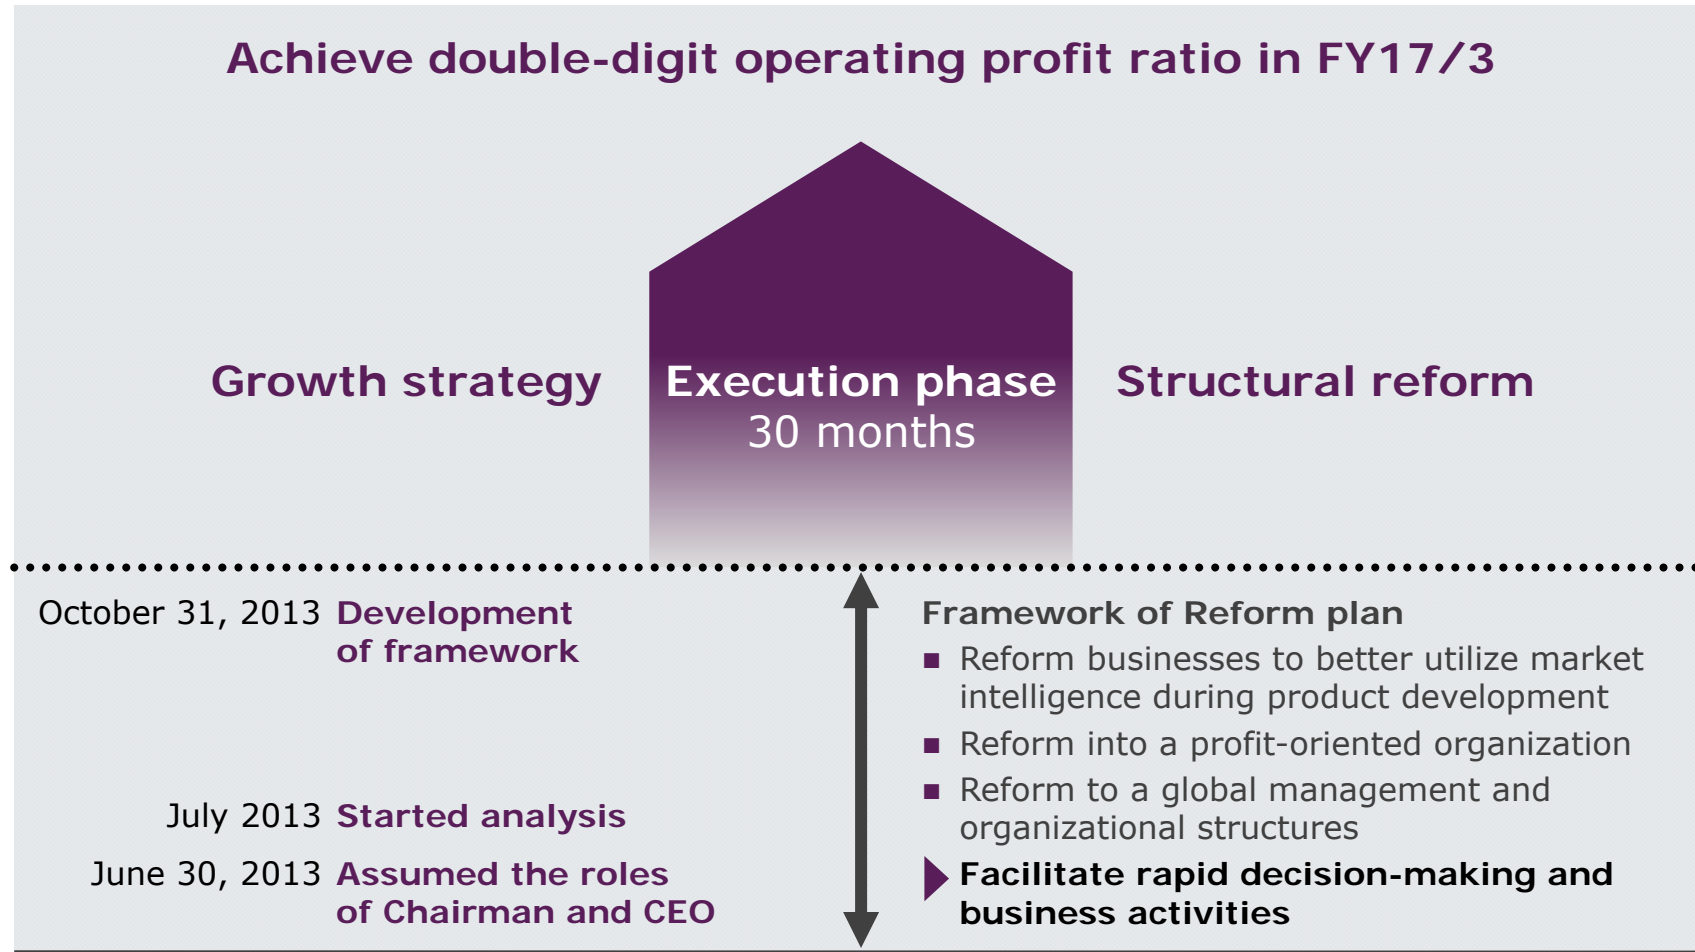 Achieve double-digit operating profit ratio in FY17/3
Growth strategy
Execution phase
30 months
Structural reform
October 31, 2013 Development
of framework
July 2013 Started analysis
June 30, 2013 Assumed the roles
of Chairman and CEO
Framework of Reform plan
■ Reform businesses to better utilize market
intelligence during product development
■ Reform into a profit-oriented organization
■ Reform to a global management and
organizational structures
Facilitate rapid decision-making and
business activities